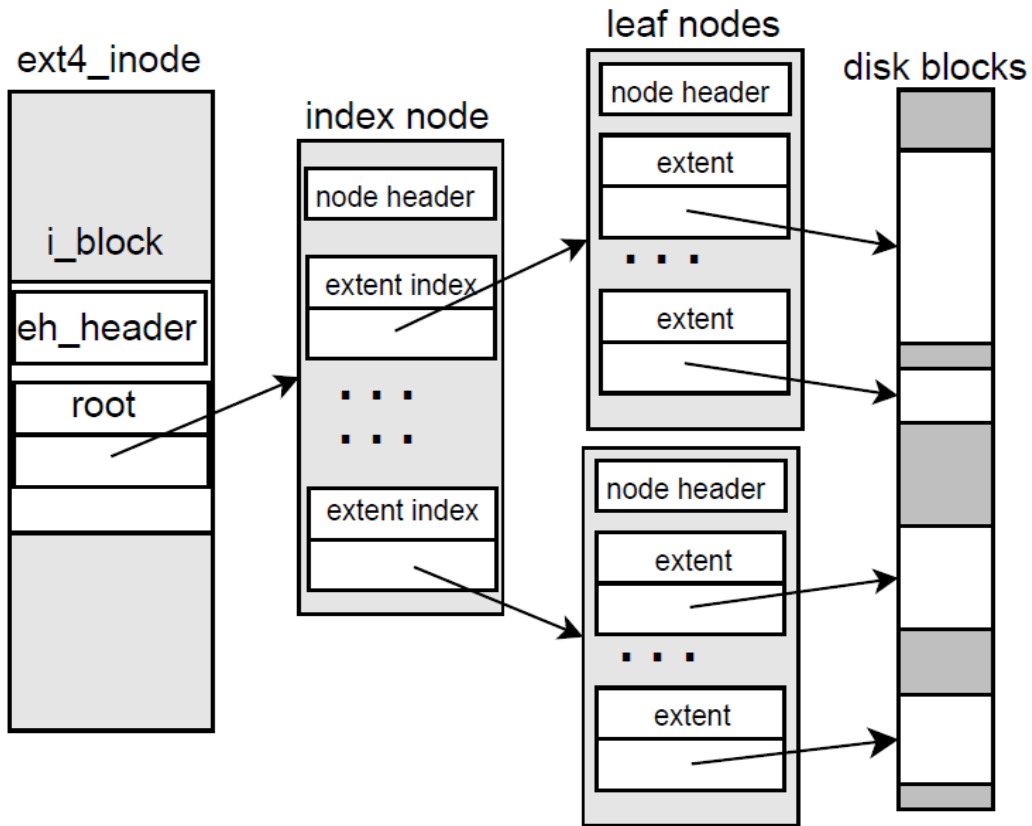 ext4_inode
i_block
eh_header
root
index node
node header
extent index
. . .
. . .
extent index
leaf nodes
node header
extent
. . .
extent
node header
extent
. . .
extent
disk blocks